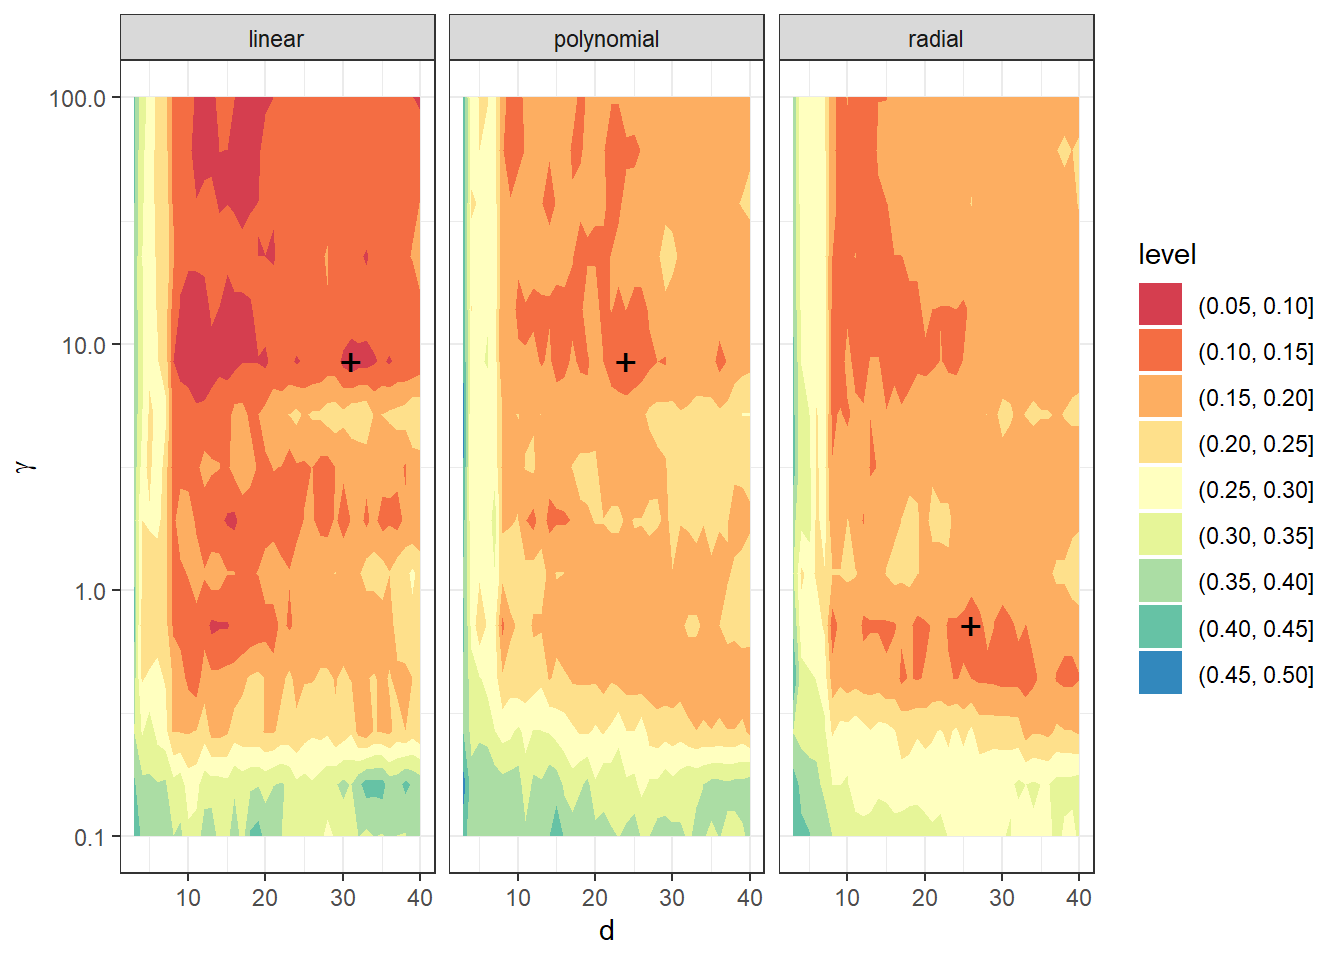 linear polynomial radial
100.0
10.0
1.0
0.1
γ
10 20 30 40 10 20 30 40 10 20 30 40
d
level
(0.05, 0.10]
(0.10, 0.15]
(0.15, 0.20]
(0.20, 0.25]
(0.25, 0.30]
(0.30, 0.35]
(0.35, 0.40]
(0.40, 0.45]
(0.45, 0.50]